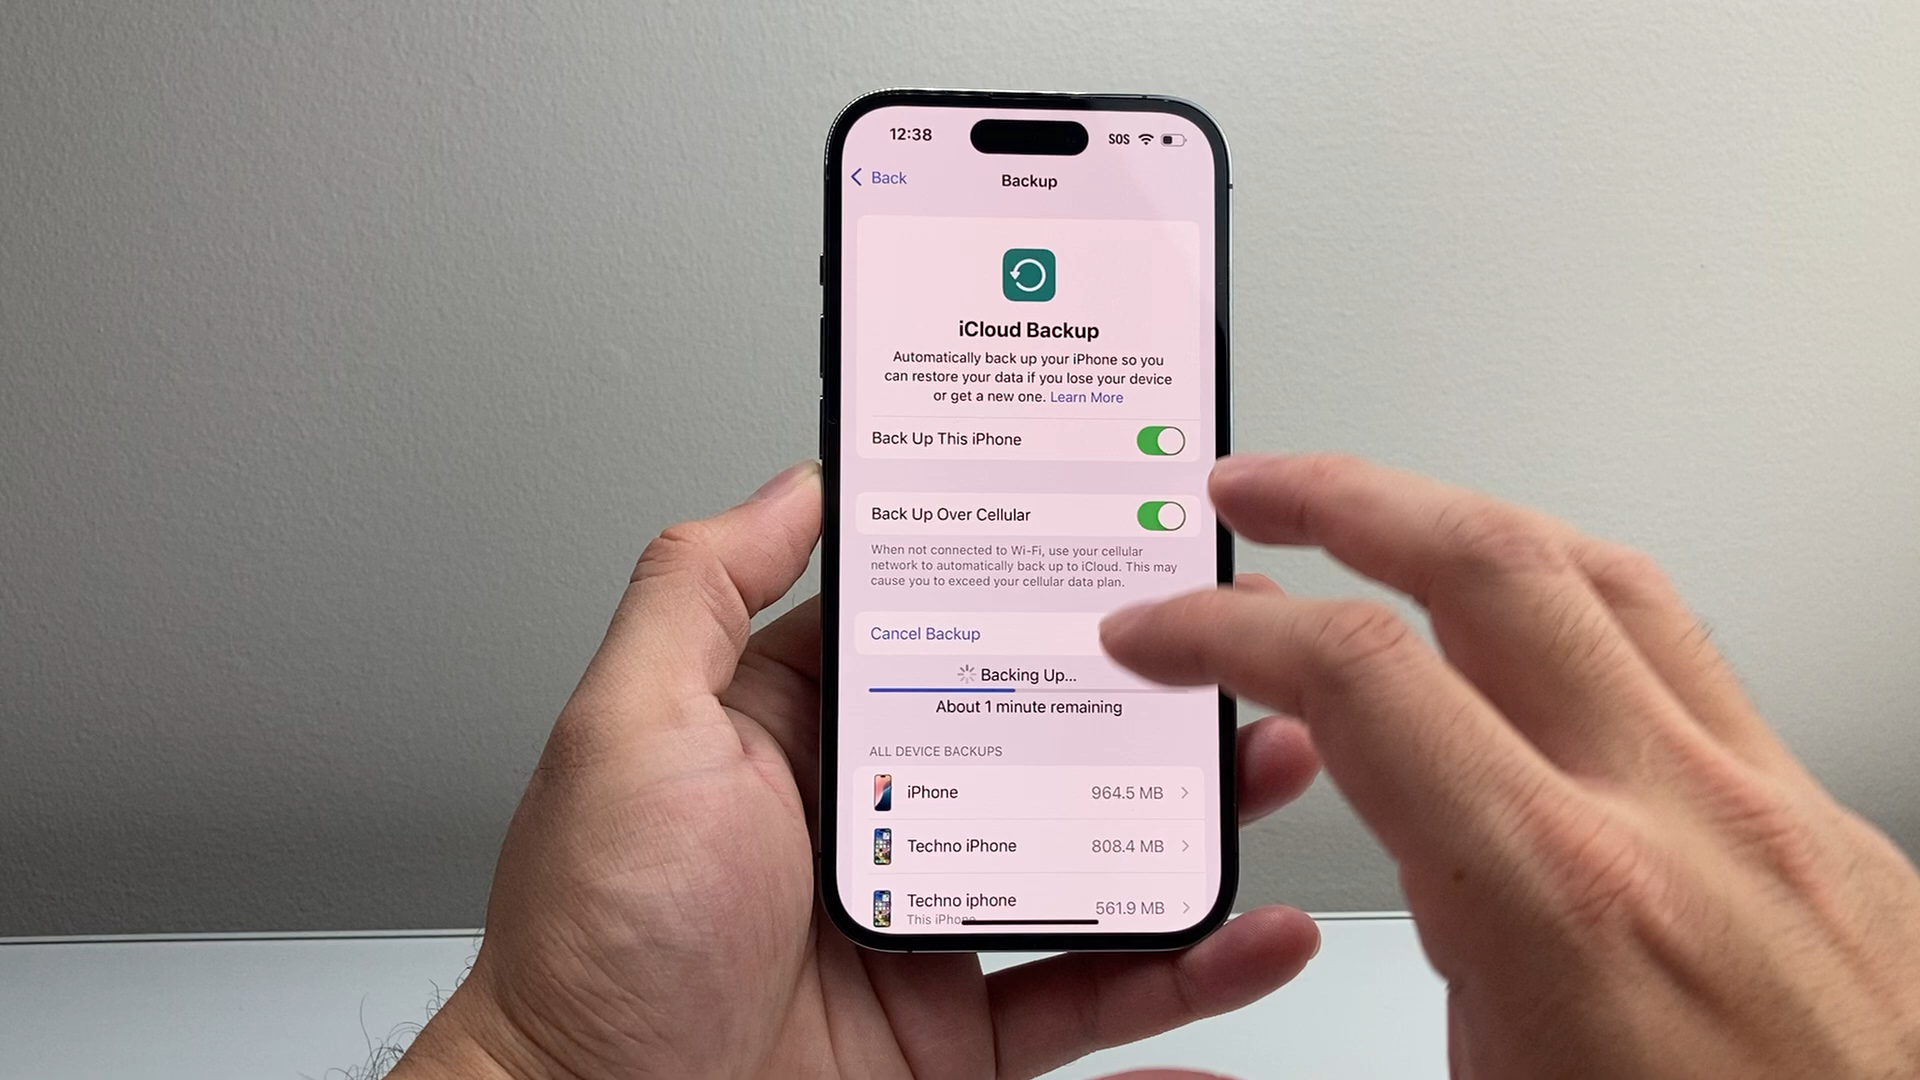 12:38
SOS
Back
Backup
iCloud Backup
Automatically back up your iPhone so you
can restore your data if you lose your device
or get a new one. Learn More
Back Up This iPhone
Back Up Over Cellular
When not connected to Wi-Fi, use your cellular
network to automatically back up to iCloud. This may
cause you to exceed your cellular data plan.
Cancel Backup
Backing Up...
About 1 minute remaining
ALL DEVICE BACKUPS
iPhone 964.5 MB
Techno iPhone 808.4 MB
Techno iphone 561.9 MB
This iPhone